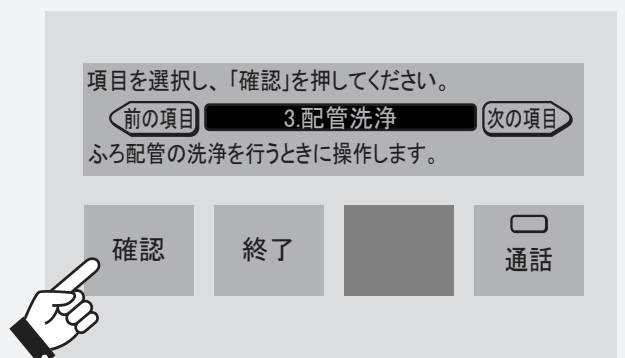 項目を選択し、「確認」を押してください。
前の項目 3.配管洗浄 次の項目
ふろ配管の洗浄を行うときに操作します。
確認 終了 通話